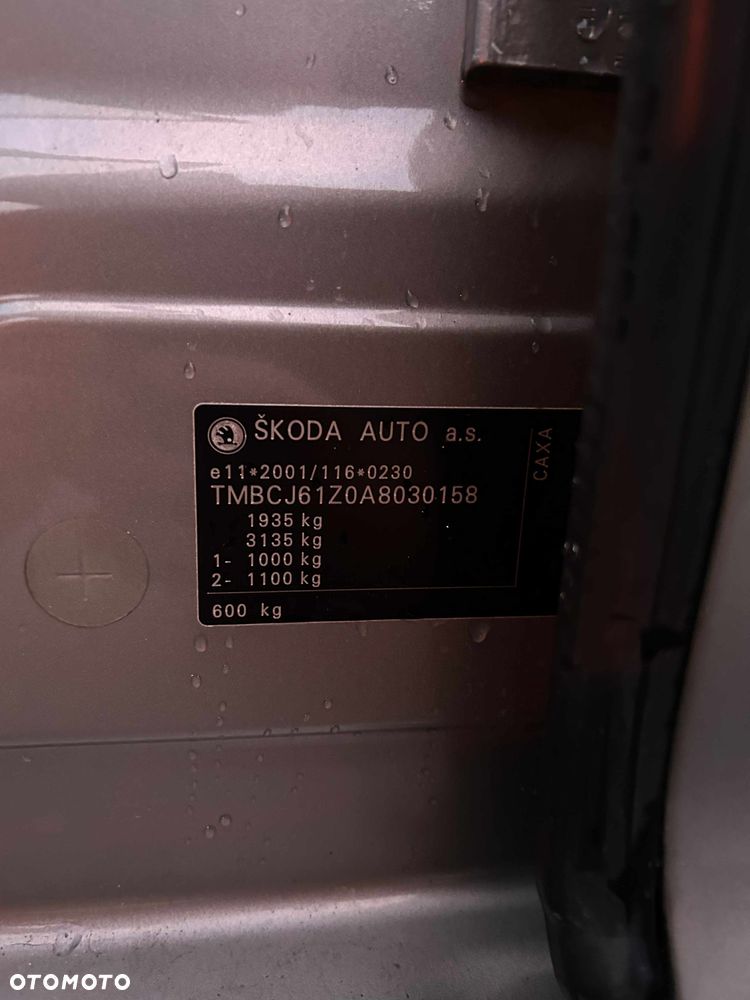 ŠKODA AUTO a.s.
e11*2001/116*0230
TMBCJ61Z0A8030158
1935 kg
3135 kg
1- 1000 kg
2- 1100 kg
600 kg
CAXA
OTOMOTO